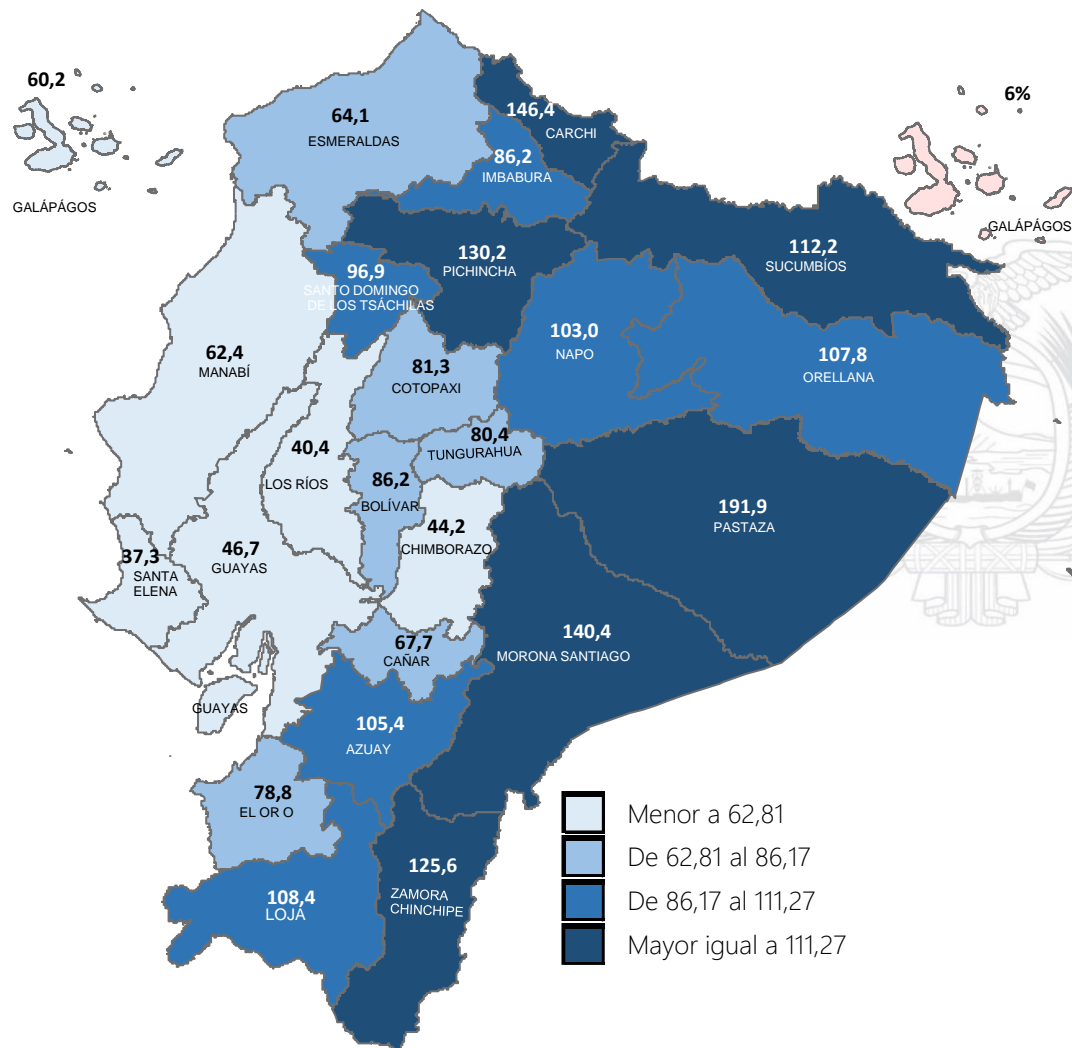 60,2
GALÁPAGOS
6%
GALÁPAGOS
64,1
ESMERALDAS
146,4
CARCHI
86,2
IMBABURA
112,2
SUCUMBÍOS
130,2
PICHINCHA
96,9
SANTO DOMINGO
DE LOS TSÁCHILAS
103,0
NAPO
107,8
ORELLANA
62,4
MANABÍ
81,3
COTOPAXI
80,4
TUNGURAHUA
40,4
LOS RÍOS
86,2
BOLÍVAR
191,9
PASTAZA
44,2
CHIMBORAZO
37,3
SANTA
ELENA
46,7
GUAYAS
140,4
MORONA SANTIAGO
67,7
CAÑAR
GUAYAS
105,4
AZUAY
78,8
EL OR O
125,6
ZAMORA
CHINCHIPE
108,4
LOJA
Menor a 62,81
De 62,81 al 86,17
De 86,17 al 111,27
Mayor igual a 111,27